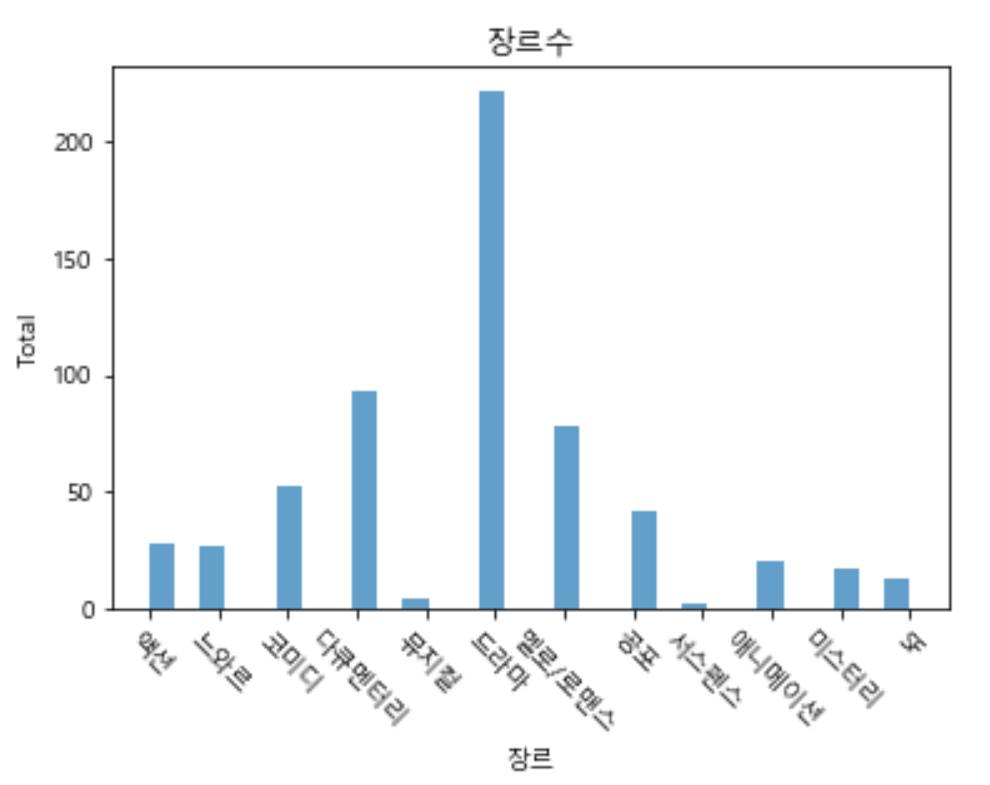 장르수
Total
200
150
100
50
0
액션
느와르
코미디
다큐멘터리
뮤지컬
드라마
멜로/로맨스
공포
서스펜스
애니메이션
미스터리
SF
장르